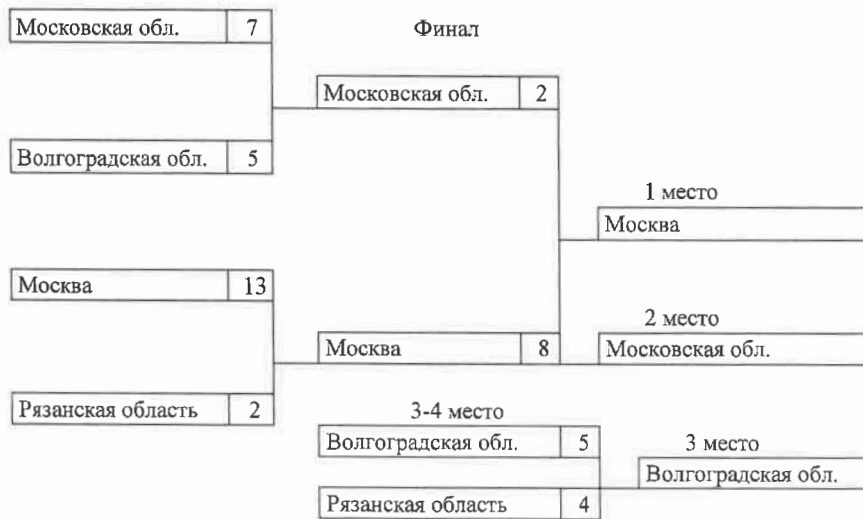 Московская обл. 7
Финал
Московская обл. 2
Волгоградская обл. 5
1 место
Москва
Москва 13
2 место
Москва 8
Московская обл.
Рязанская область 2
3-4 место
Волгоградская обл. 5
3 место
Волгоградская обл.
Рязанская область 4